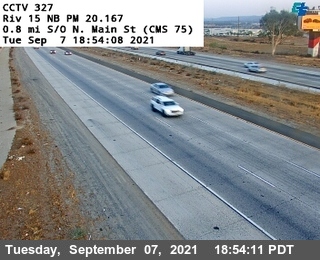 CCTV 327
Riv 15 NB PM 20.167
0.8 mi S/O N. Main St (CMS 75)
Tue Sep 7 18:54:08 2021
Tuesday, September 07, 2021 18:54:11 PDT